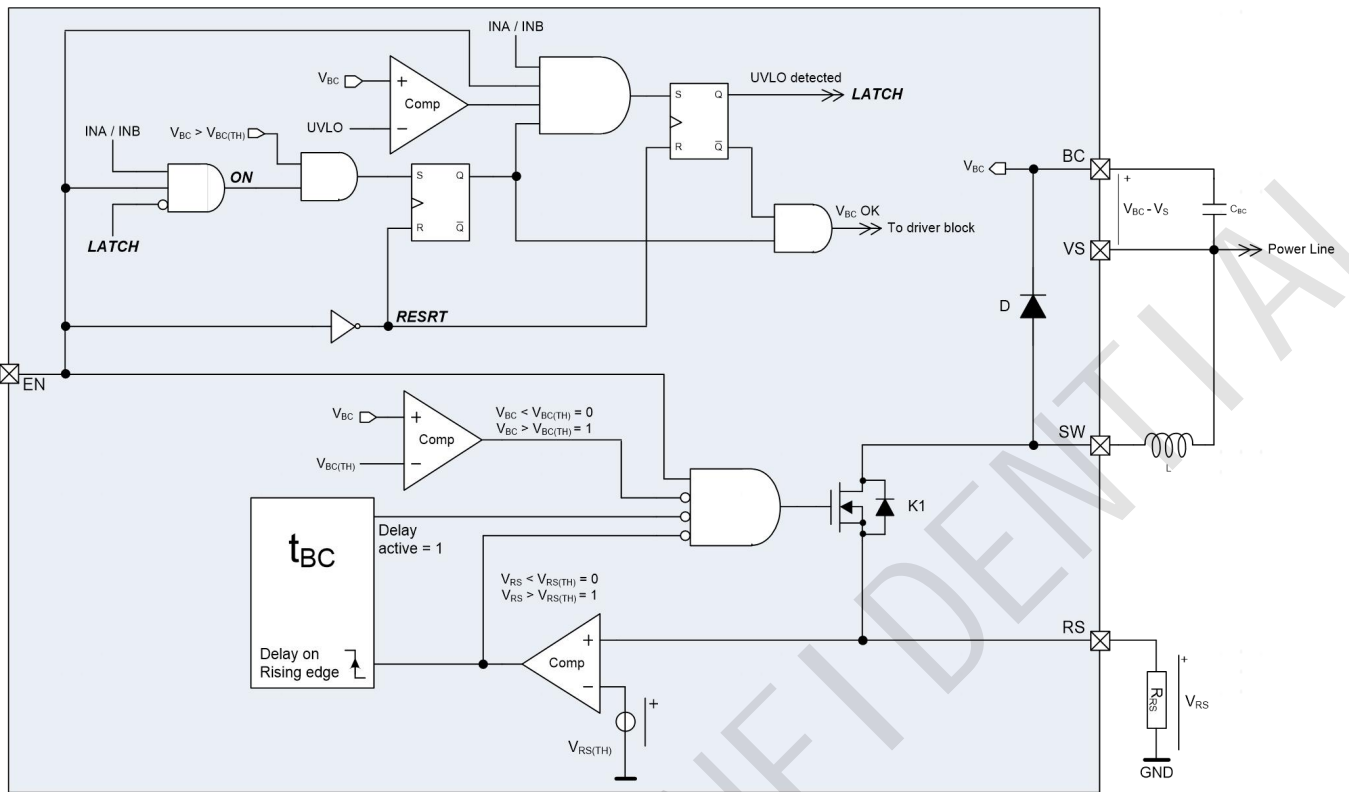 INA / INB
UVLO detected
LATCH
VBC
Comp
UVLO
S
Q
R
Q
INA / INB
VBC > VBC(TH)
ON
LATCH
S
Q
R
Q
VBC OK
To driver block
RESRT
EN
VBC
BC
VBC - VS
CBC
VS
Power Line
D
VBC
Comp
VBC(TH)
VBC < VBC(TH) = 0
VBC > VBC(TH) = 1
SW
L
K1
tBC
Delay
active = 1
Delay on
Rising edge
VRS < VRS(TH) = 0
VRS > VRS(TH) = 1
Comp
VRS(TH)
RS
RRS
VRS
GND
NFIDENTIAL